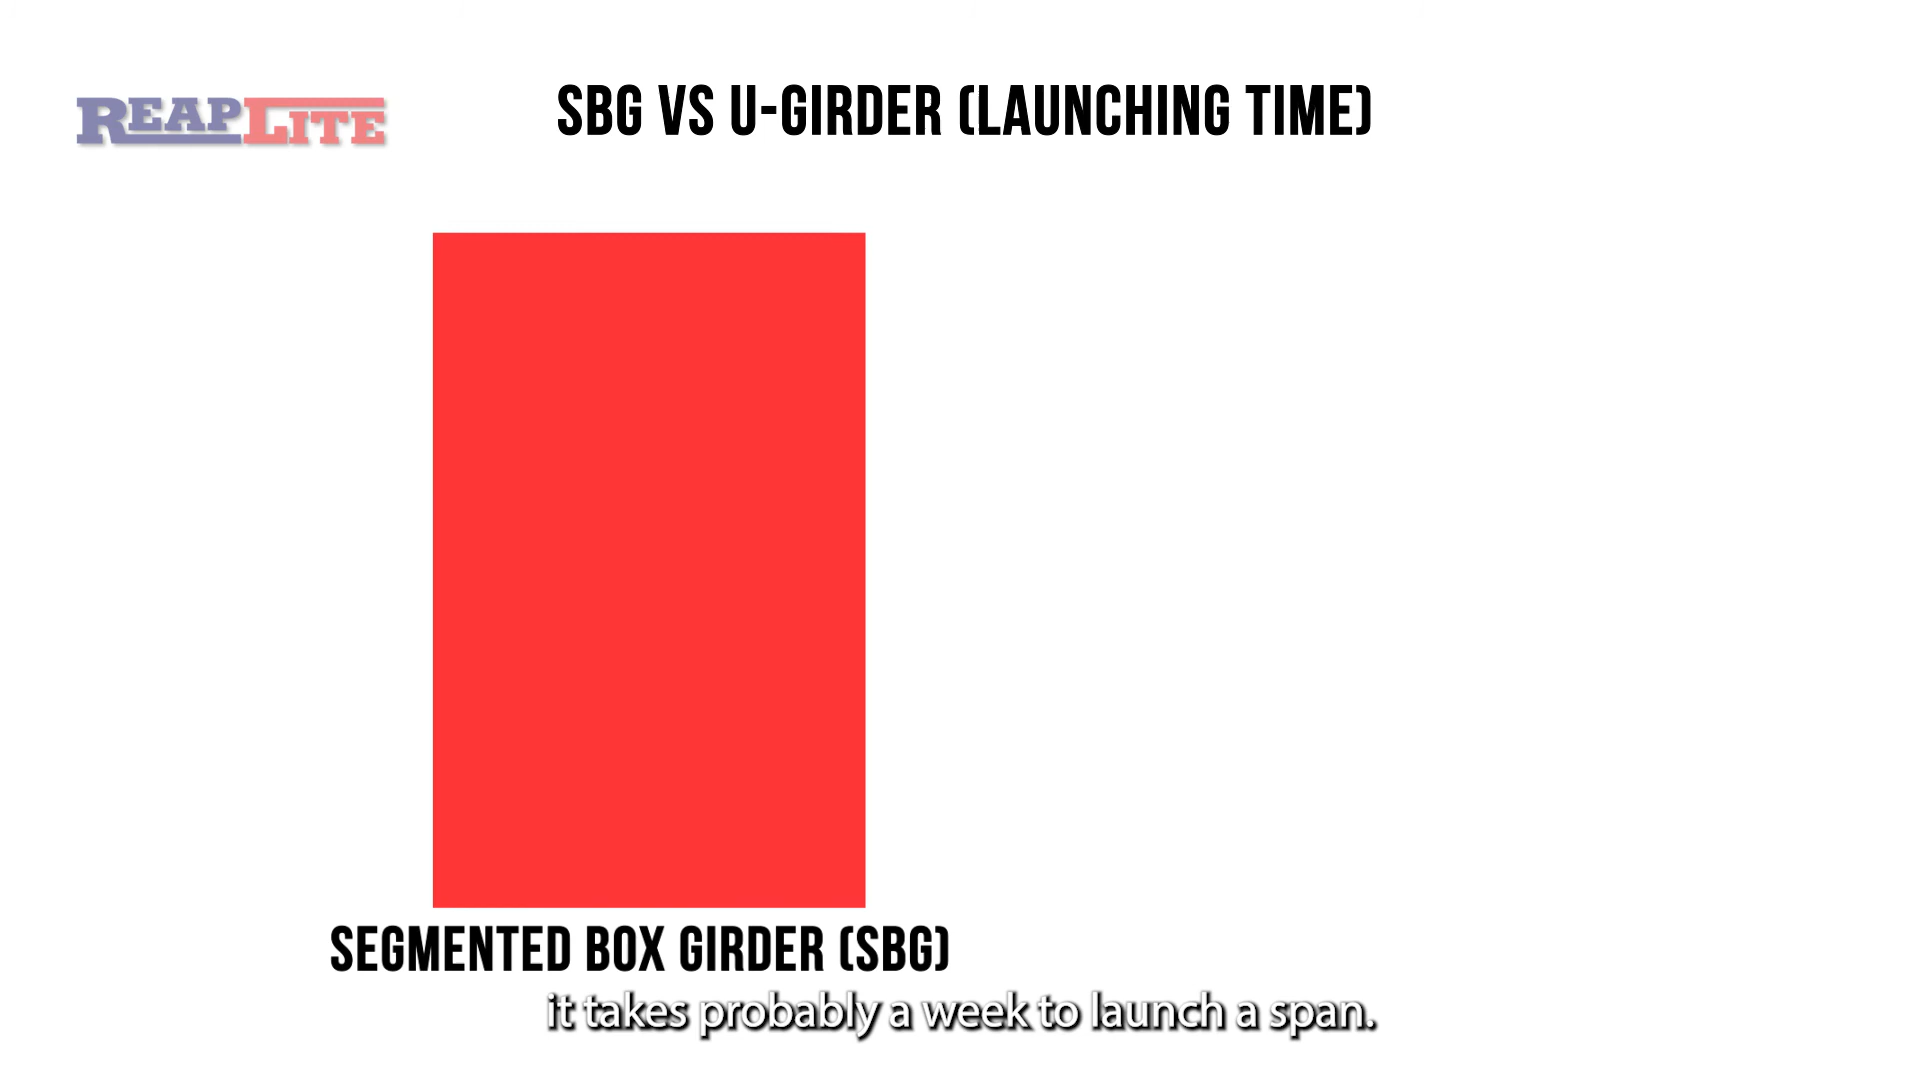 REAPLITE
SBG VS U-GIRDER (LAUNCHING TIME)
SEGMENTED BOX GIRDER (SBG)
it takes probably a week to launch a span.